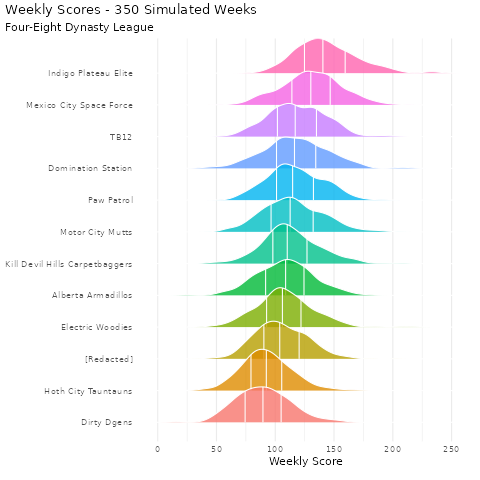 Weekly Scores - 350 Simulated Weeks
Four-Eight Dynasty League
Indigo Plateau Elite
Mexico City Space Force
TB12
Domination Station
Paw Patrol
Motor City Mutts
Kill Devil Hills Carpetbaggers
Alberta Armadillos
Electric Woodies
[Redacted]
Hoth City Tauntauns
Dirty Dgens
0 50 100 150 200 250
Weekly Score